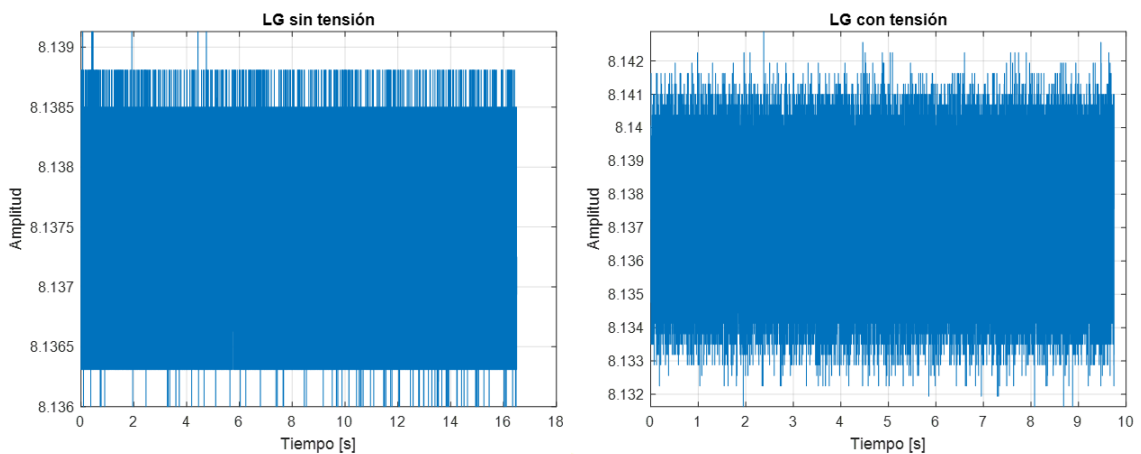 LG sin tensión
8.139
8.1385
8.138
8.1375
8.137
8.1365
8.136
Amplitud
0 2 4 6 8 10 12 14 16 18
Tiempo [s]
LG con tensión
8.142
8.141
8.14
8.139
8.138
8.137
8.136
8.135
8.134
8.133
8.132
Amplitud
0 1 2 3 4 5 6 7 8 9 10
Tiempo [s]